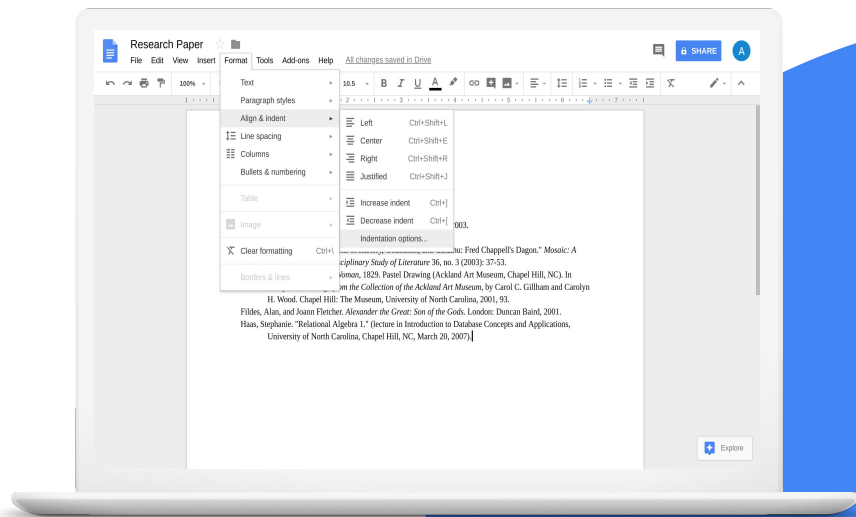 Research Paper
File Edit View Insert Format Tools Add-ons Help All changes saved in Drive
SHARE
A
100% 10.5 B I U A
1 2 3 4 5 6 7
Text
Paragraph styles
Align & indent
Line spacing
Columns
Bullets & numbering
Table
Image
Clear formatting Ctrl+\
Borders & lines
Left Ctrl+Shift+L
Center Ctrl+Shift+E
Right Ctrl+Shift+R
Justified Ctrl+Shift+J
Increase indent Ctrl+]
Decrease indent Ctrl+[
Indentation options...
2003.
Fred Chappell's Dagon." Mosaic: A
Study of Literature 36, no. 3 (2003): 37-53.
1829. Pastel Drawing (Ackland Art Museum, Chapel Hill, NC). In
the Collection of the Ackland Art Museum, by Carol C. Gillham and Carolyn
H. Wood. Chapel Hill: The Museum, University of North Carolina, 2001, 93.
Fildes, Alan, and Joann Fletcher. Alexander the Great: Son of the Gods. London: Duncan Baird, 2001.
Haas, Stephanie. "Relational Algebra 1." (lecture in Introduction to Database Concepts and Applications,
University of North Carolina, Chapel Hill, NC, March 20, 2007).
Explore